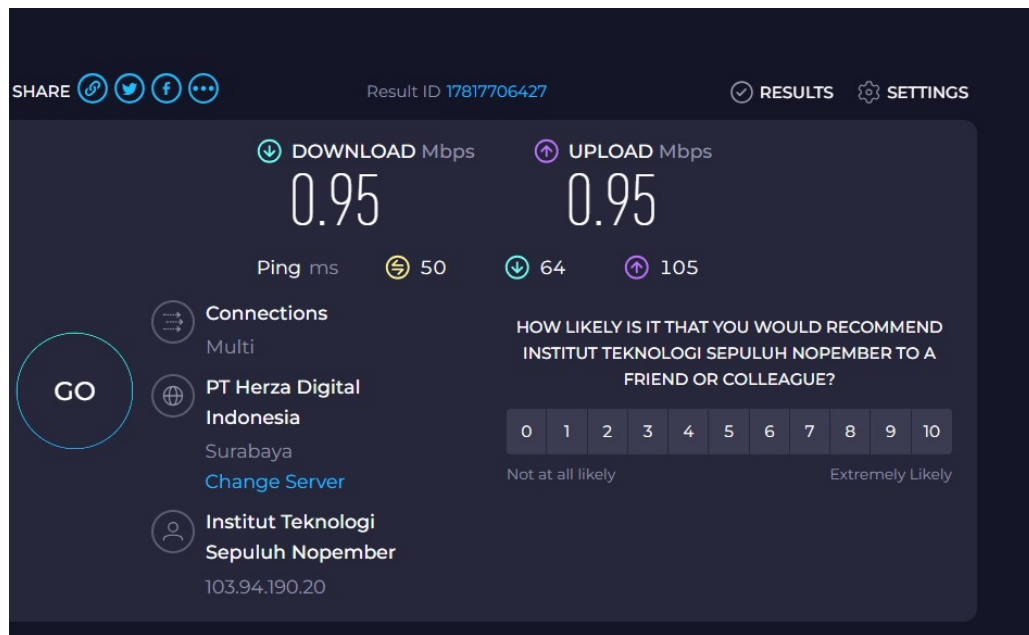 SHARE Result ID 17817706427 RESULTS SETTINGS
DOWNLOAD Mbps UPLOAD Mbps
0.95 0.95
Ping ms 50 64 105
GO
Connections
Multi
PT Herza Digital
Indonesia
Surabaya
Change Server
Institut Teknologi
Sepuluh Nopember
103.94.190.20
HOW LIKELY IS IT THAT YOU WOULD RECOMMEND
INSTITUT TEKNOLOGI SEPULUH NOPEMBER TO A
FRIEND OR COLLEAGUE?
0 1 2 3 4 5 6 7 8 9 10
Not at all likely Extremely Likely